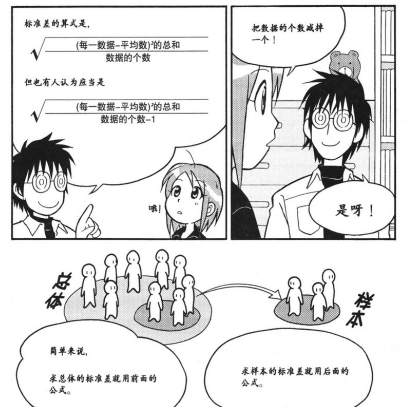 标准差的算式是,
√ (每一数据-平均数)²的总和
数据的个数
但也有人认为应当是
√ (每一数据-平均数)²的总和
数据的个数-1
哦!
把数据的个数减掉
一个!
是呀!
总体
样本
简单来说,
求总体的标准差就用前面的
公式。
求样本的标准差就用后面的
公式。